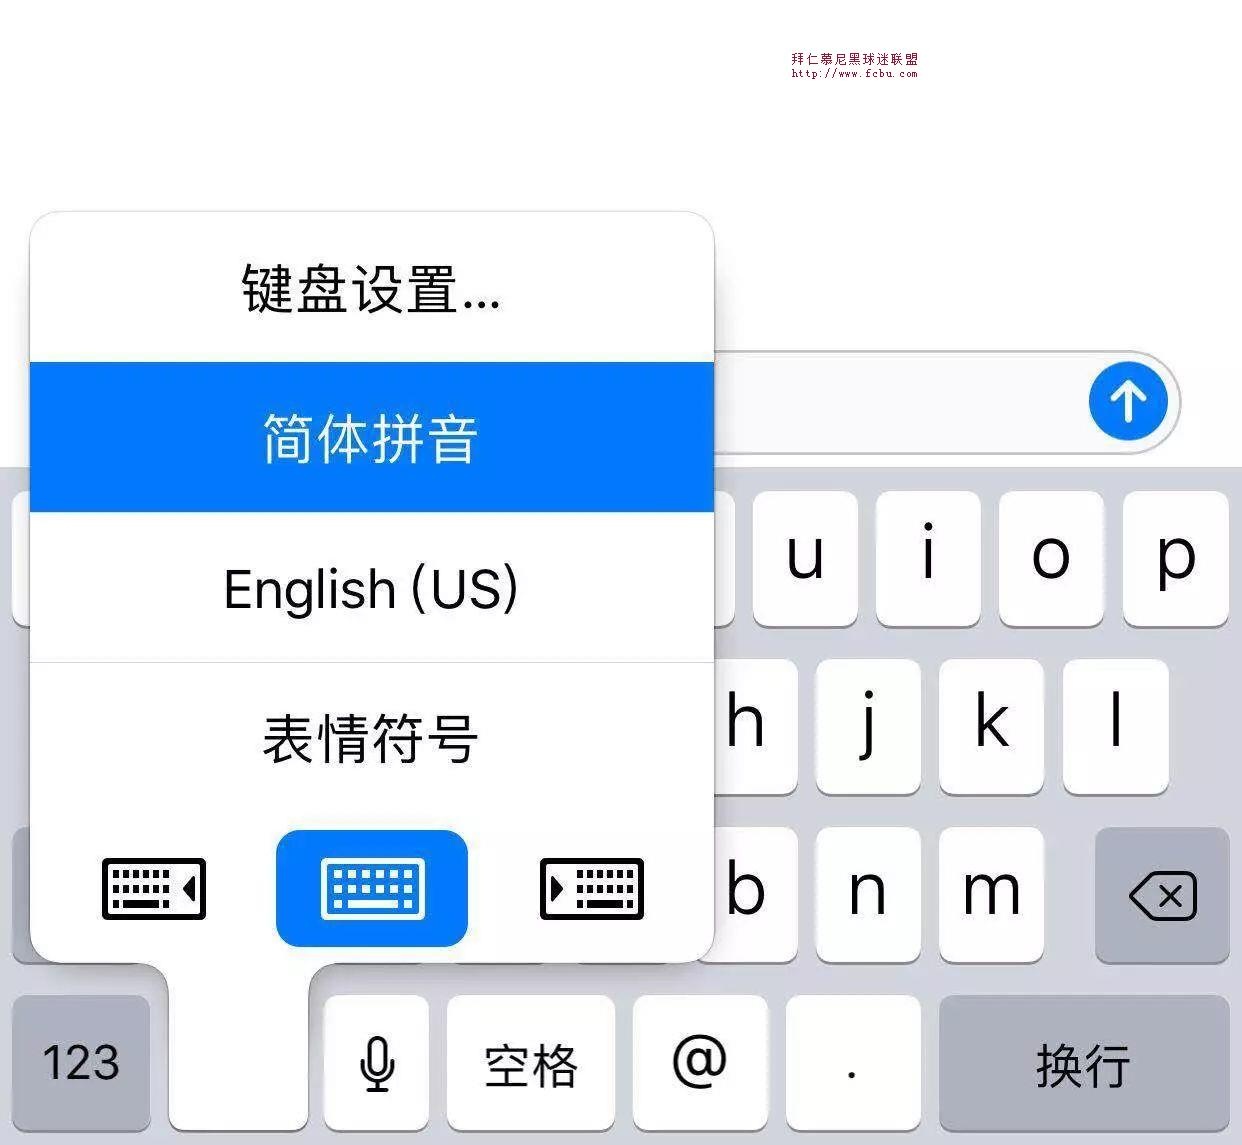 拜仁慕尼黑球迷联盟
http://www.fcbu.com
键盘设置...
简体拼音
English (US)
表情符号
u i o p
h j k l
b n m
123 空格 @ . 换行